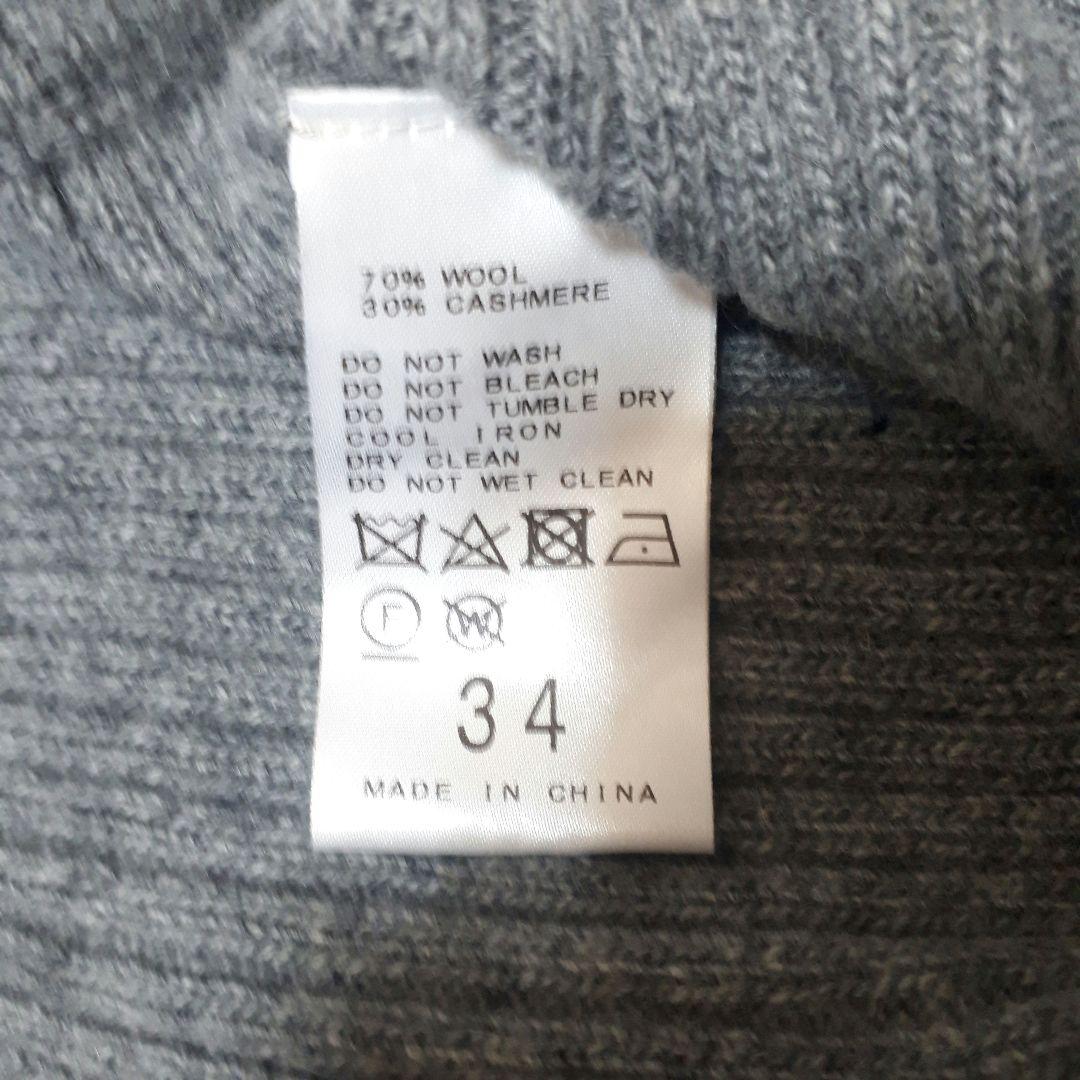 70% WOOL
30% CASHMERE
DO NOT WASH
DO NOT BLEACH
DO NOT TUMBLE DRY
COOL IRON
DRY CLEAN
DO NOT WET CLEAN
F W
34
MADE IN CHINA